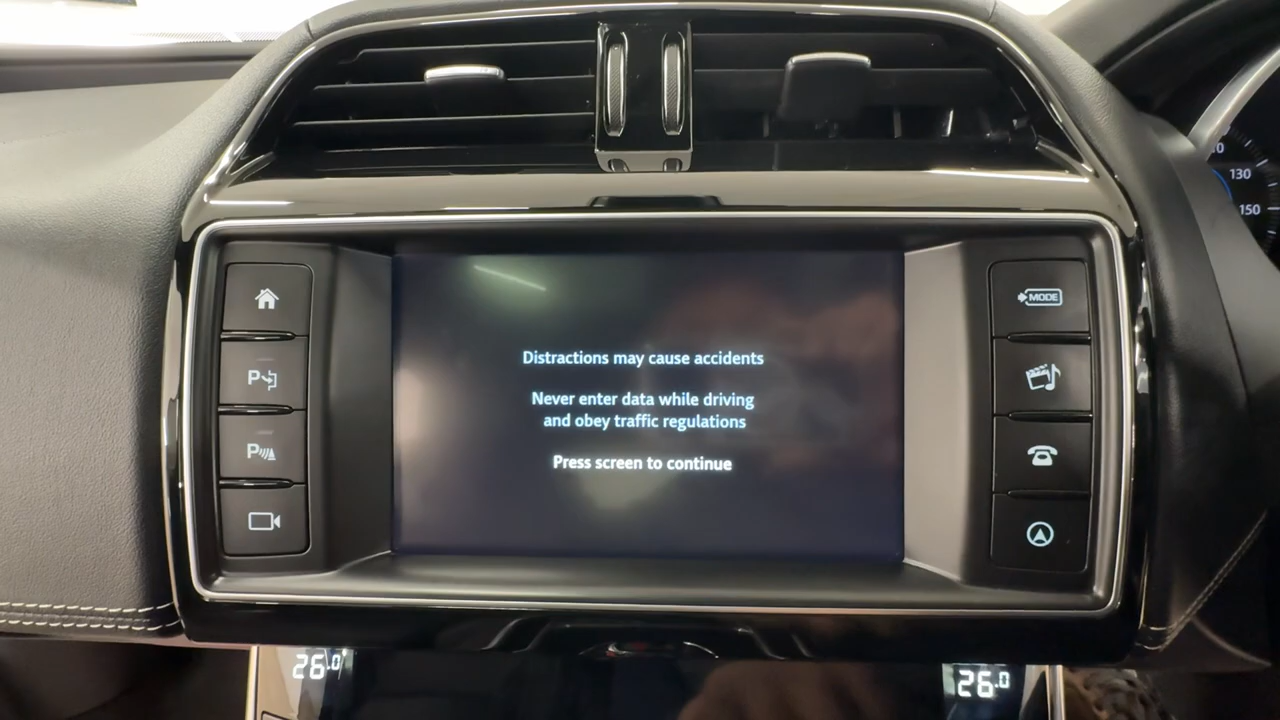 130
150
MODE
P
P
Distractions may cause accidents
Never enter data while driving
and obey traffic regulations
Press screen to continue
26.0
26.0